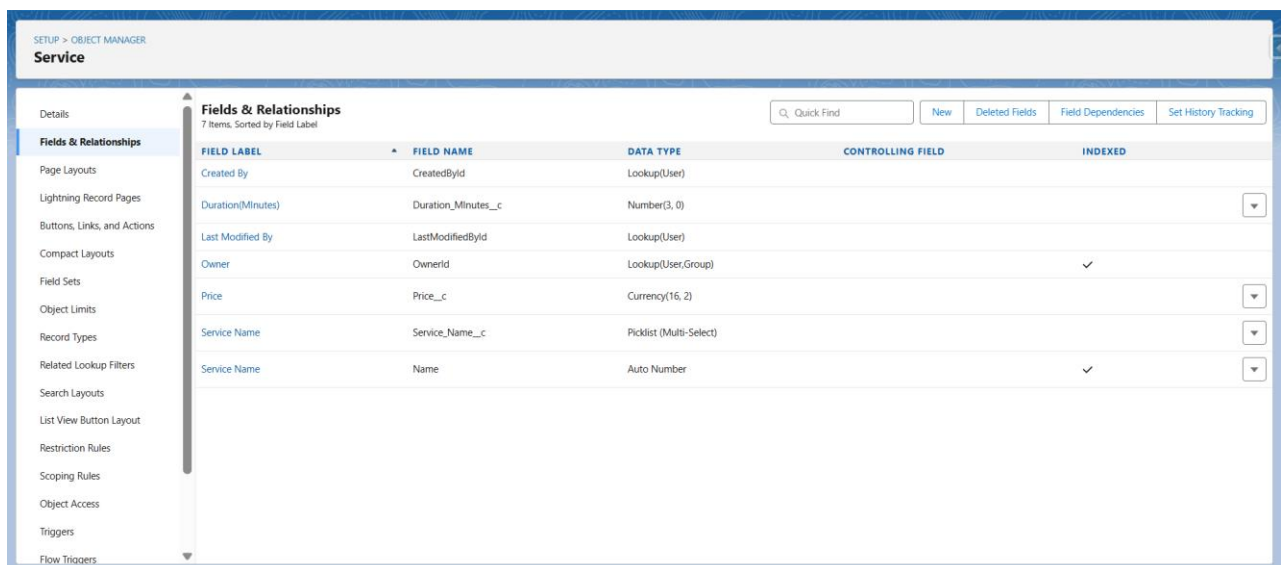 SETUP > OBJECT MANAGER
Service
Details
Fields & Relationships
Page Layouts
Lightning Record Pages
Buttons, Links, and Actions
Compact Layouts
Field Sets
Object Limits
Record Types
Related Lookup Filters
Search Layouts
List View Button Layout
Restriction Rules
Scoping Rules
Object Access
Triggers
Flow Triggers
Fields & Relationships
7 Items, Sorted by Field Label
Quick Find
New
Deleted Fields
Field Dependencies
Set History Tracking
FIELD LABEL FIELD NAME DATA TYPE CONTROLLING FIELD INDEXED
Created By CreatedById Lookup(User)
Duration(MInutes) Duration_MInutes__c Number(3, 0)
Last Modified By LastModifiedById Lookup(User)
Owner OwnerId Lookup(User,Group)
Price Price__c Currency(16, 2)
Service Name Service_Name__c Picklist (Multi-Select)
Service Name Name Auto Number